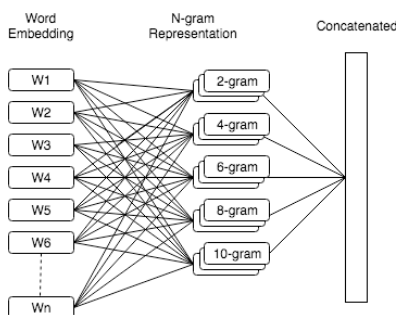 Word
Embedding
N-gram
Representation
Concatenated
W1
W2
W3
W4
W5
W6
Wn
2-gram
4-gram
6-gram
8-gram
10-gram